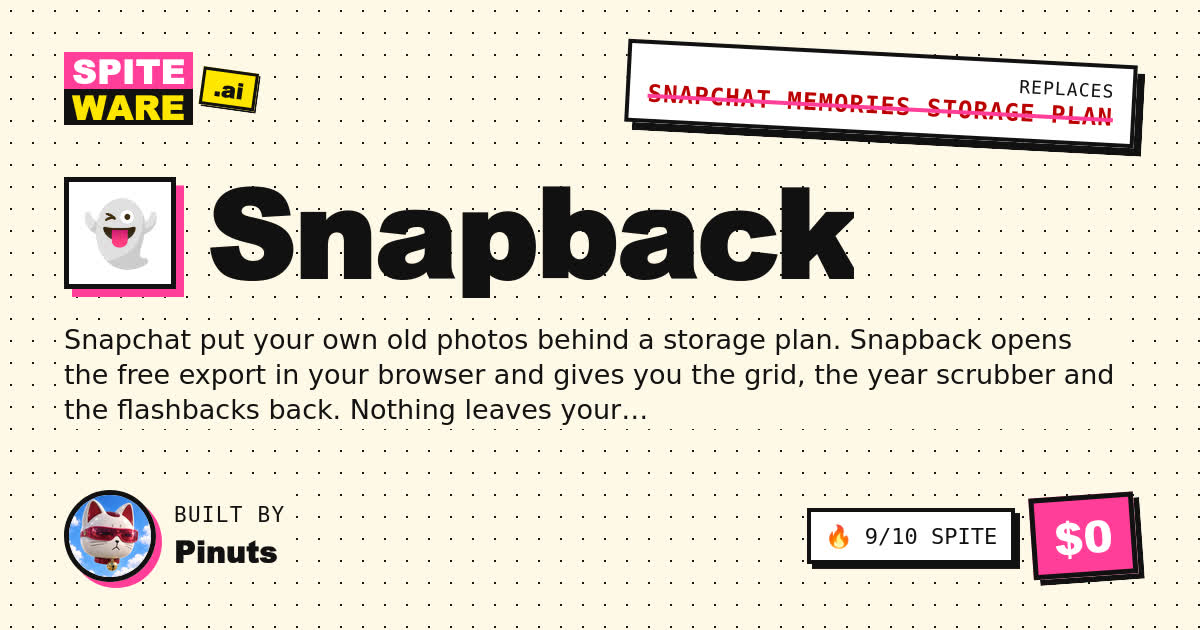 SPITE
WARE
.ai
REPLACES
SNAPCHAT MEMORIES STORAGE PLAN
Snapback
Snapchat put your own old photos behind a storage plan. Snapback opens
the free export in your browser and gives you the grid, the year scrubber and
the flashbacks back. Nothing leaves your…
BUILT BY
Pinuts
🔥 9/10 SPITE
$0